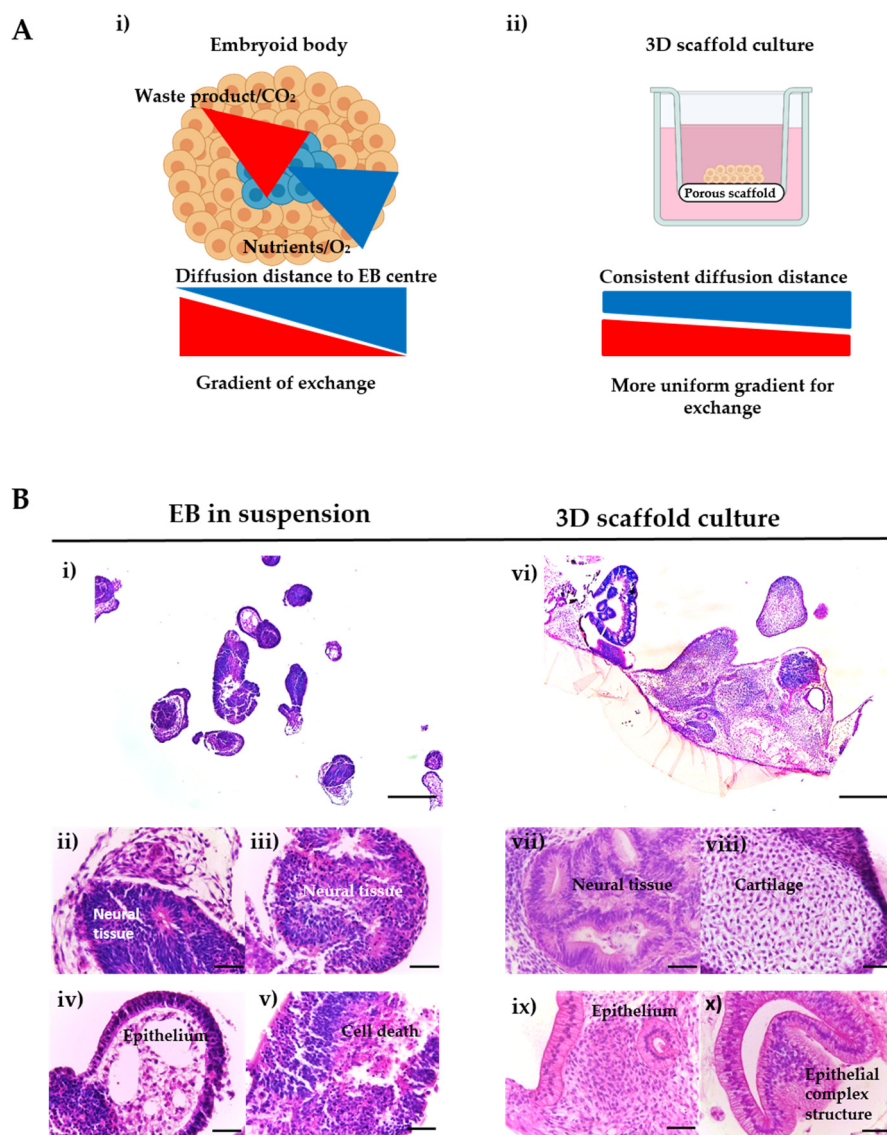 A
i)
Embryoid body
Waste product/CO₂
Nutrients/O₂
Diffusion distance to EB centre
Gradient of exchange
ii)
3D scaffold culture
Porous scaffold
Consistent diffusion distance
More uniform gradient for
exchange
B
EB in suspension
3D scaffold culture
i)
vi)
ii)
Neural
tissue
iii)
Neural tissue
vii)
Neural tissue
viii)
Cartilage
iv)
Epithelium
v)
Cell death
ix)
Epithelium
x)
Epithelial
complex
structure